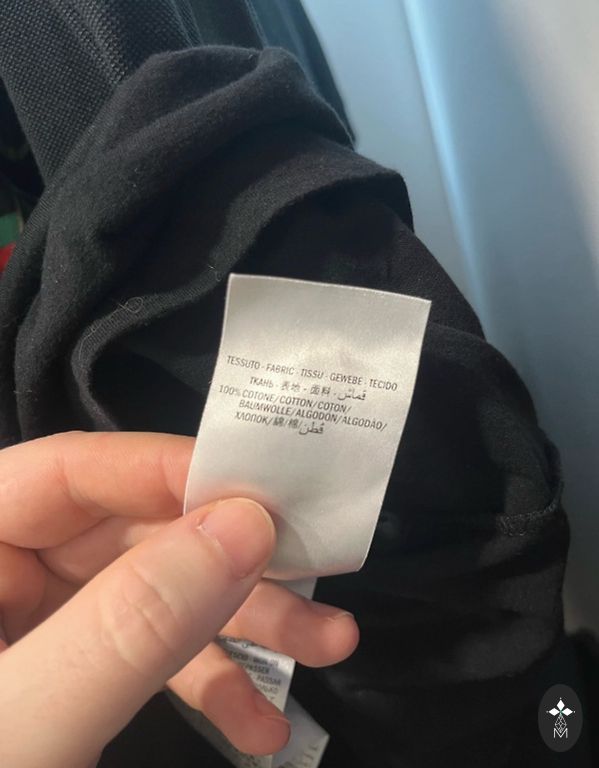 TESSUTO - FABRIC - TISSU - GEWEBE - TECIDO
ТКАНЬ - 表地 - 面料 - قماش
100% COTONE/COTTON/COTON/
BAUMWOLLE/ALGODON/ALGODÃO/
ХЛОПОК/綿/棉/قطن